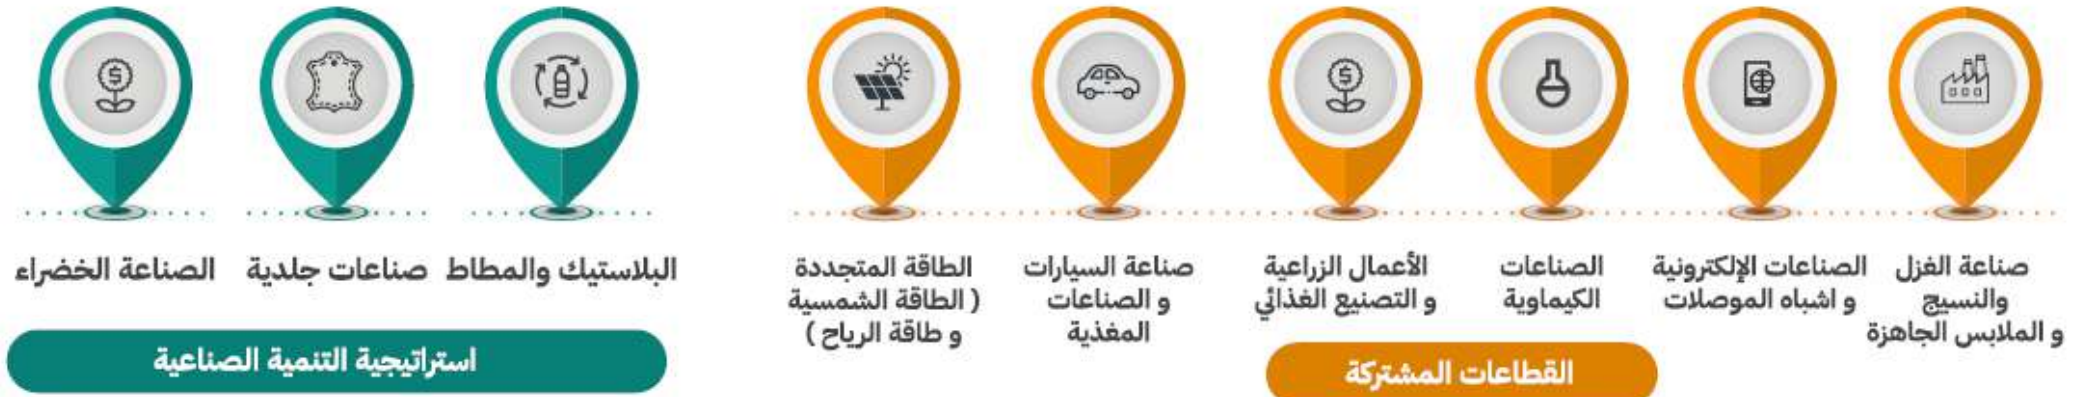 صناعة الغزل
والنسيج
و الملابس الجاهزة
الصناعات الإلكترونية
و اشباه الموصلات
الصناعات
الكيماوية
الأعمال الزراعية
و التصنيع الغذائي
صناعة السيارات
و الصناعات
المغذية
الطاقة المتجددة
( الطاقة الشمسية
و طاقة الرياح )
القطاعات المشتركة
البلاستيك والمطاط
صناعات جلدية
الصناعة الخضراء
استراتيجية التنمية الصناعية